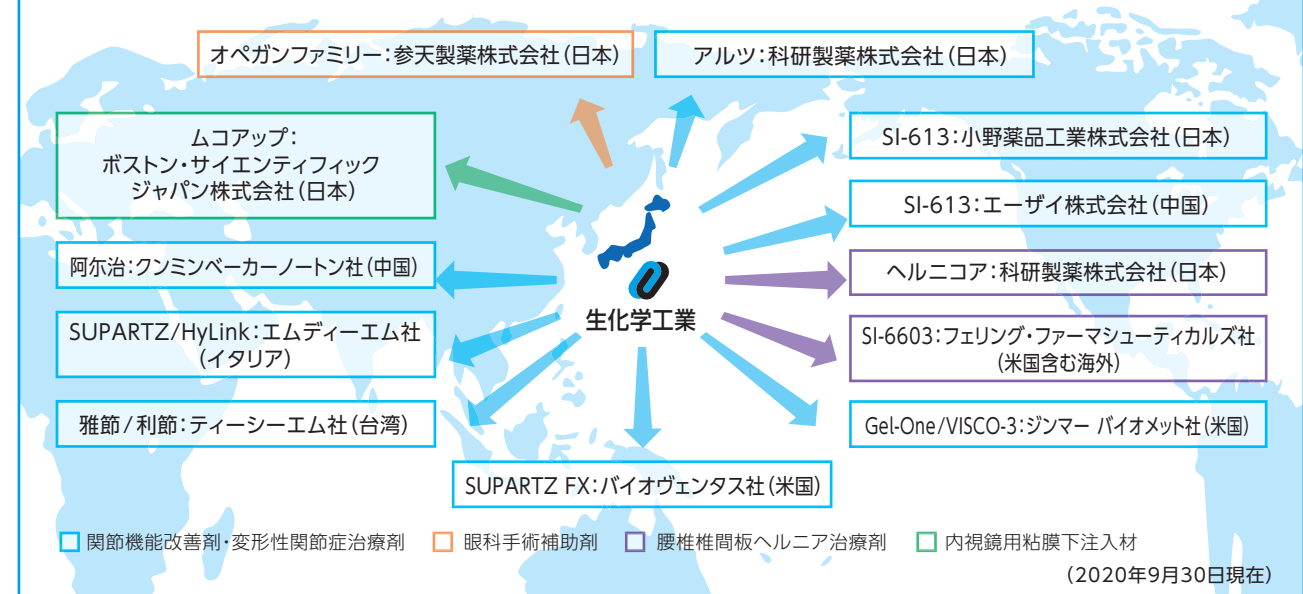 オペガンファミリー:参天製薬株式会社(日本)
アルツ:科研製薬株式会社(日本)
ムコアップ:
ボストン・サイエンティフィック
ジャパン株式会社(日本)
SI-613:小野薬品工業株式会社(日本)
SI-613:エーザイ株式会社(中国)
阿尔治:クンミンベーカーノートン社(中国)
ヘルニコア:科研製薬株式会社(日本)
生化学工業
SUPARTZ/HyLink:エムディーエム社
(イタリア)
SI-6603:フェリング・ファーマシューティカルズ社
(米国含む海外)
雅節/利節:ティーシーエム社(台湾)
Gel-One/VISCO-3:ジンマー バイオメット社(米国)
SUPARTZ FX:バイオヴェンタス社(米国)
関節機能改善剤・変形性関節症治療剤 眼科手術補助剤 腰椎椎間板ヘルニア治療剤 内視鏡用粘膜下注入材
(2020年9月30日現在)